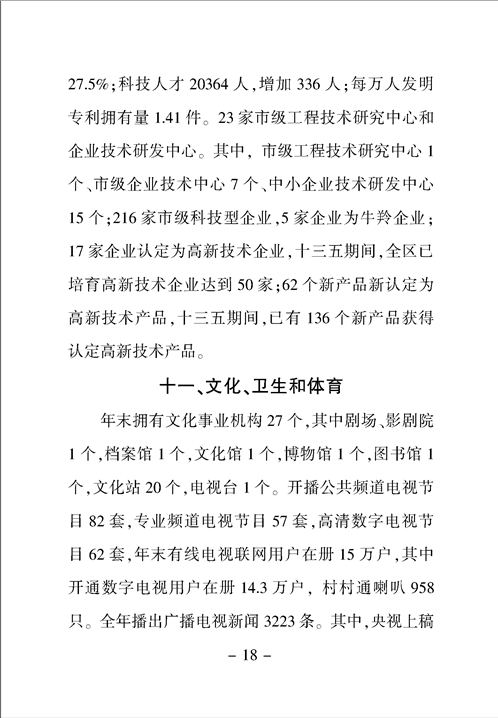 27.5%;科技人才 20364 人,增加 336 人;每万人发明
专利拥有量 1.41 件。23 家市级工程技术研究中心和
企业技术研发中心。其中, 市级工程技术研究中心 1
个、市级企业技术中心 7 个、中小企业技术研发中心
15 个;216 家市级科技型企业,5 家企业为牛羚企业;
17 家企业认定为高新技术企业,十三五期间,全区已
培育高新技术企业达到 50 家;62 个新产品新认定为
高新技术产品,十三五期间,已有 136 个新产品获得
认定高新技术产品。
十一、文化、卫生和体育
年末拥有文化事业机构 27 个,其中剧场、影剧院
1 个,档案馆 1 个,文化馆 1 个,博物馆 1 个,图书馆 1
个,文化站 20 个,电视台 1 个。开播公共频道电视节
目 82 套,专业频道电视节目 57 套,高清数字电视节
目 62 套,年末有线电视联网用户在册 15 万户,其中
开通数字电视用户在册 14.3 万户, 村村通喇叭 958
只。全年播出广播电视新闻 3223 条。其中,央视上稿
- 18 -